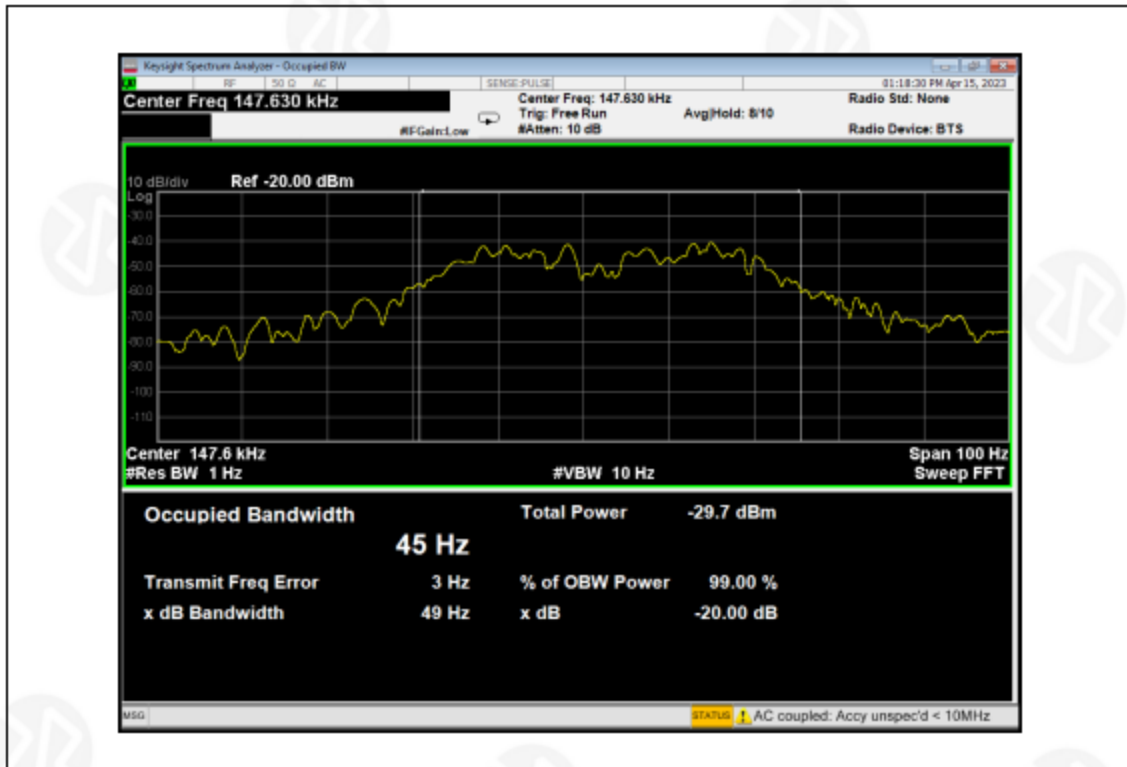 Keysight Spectrum Analyzer - Occupied BW
RF 50 Ω AC SENSE:PULSE 01:18:30 PM Apr 15, 2023
Center Freq 147.630 kHz Center Freq: 147.630 kHz Radio Std: None
Trig: Free Run Avg|Hold: 8/10
#IFGain:Low #Atten: 10 dB Radio Device: BTS
10 dB/div Ref -20.00 dBm
Log
-30.0
-40.0
-50.0
-60.0
-70.0
-80.0
-90.0
-100
-110
Center 147.6 kHz Span 100 Hz
#Res BW 1 Hz #VBW 10 Hz Sweep FFT
Occupied Bandwidth Total Power -29.7 dBm
45 Hz
Transmit Freq Error 3 Hz % of OBW Power 99.00 %
x dB Bandwidth 49 Hz x dB -20.00 dB
MSG STATUS AC coupled: Accy unspec'd < 10MHz